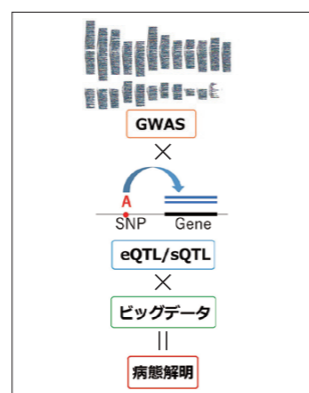 GWAS
×
A
SNP Gene
eQTL/sQTL
×
ビッグデータ
||
病態解明